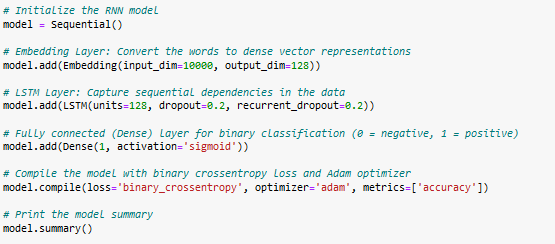 # Initialize the RNN model
model = Sequential()
# Embedding Layer: Convert the words to dense vector representations
model.add(Embedding(input_dim=10000, output_dim=128))
# LSTM Layer: Capture sequential dependencies in the data
model.add(LSTM(units=128, dropout=0.2, recurrent_dropout=0.2))
# Fully connected (Dense) layer for binary classification (0 = negative, 1 = positive)
model.add(Dense(1, activation='sigmoid'))
# Compile the model with binary crossentropy loss and Adam optimizer
model.compile(loss='binary_crossentropy', optimizer='adam', metrics=['accuracy'])
# Print the model summary
model.summary()